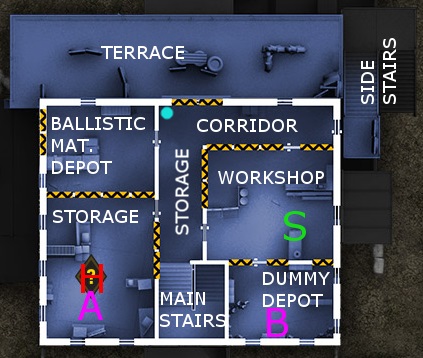 TERRACE
SIDE
STAIRS
BALLISTIC
MAT.
DEPOT
CORRIDOR
STORAGE
WORKSHOP
STORAGE
S
?
H
A
DUMMY
DEPOT
MAIN
STAIRS
B